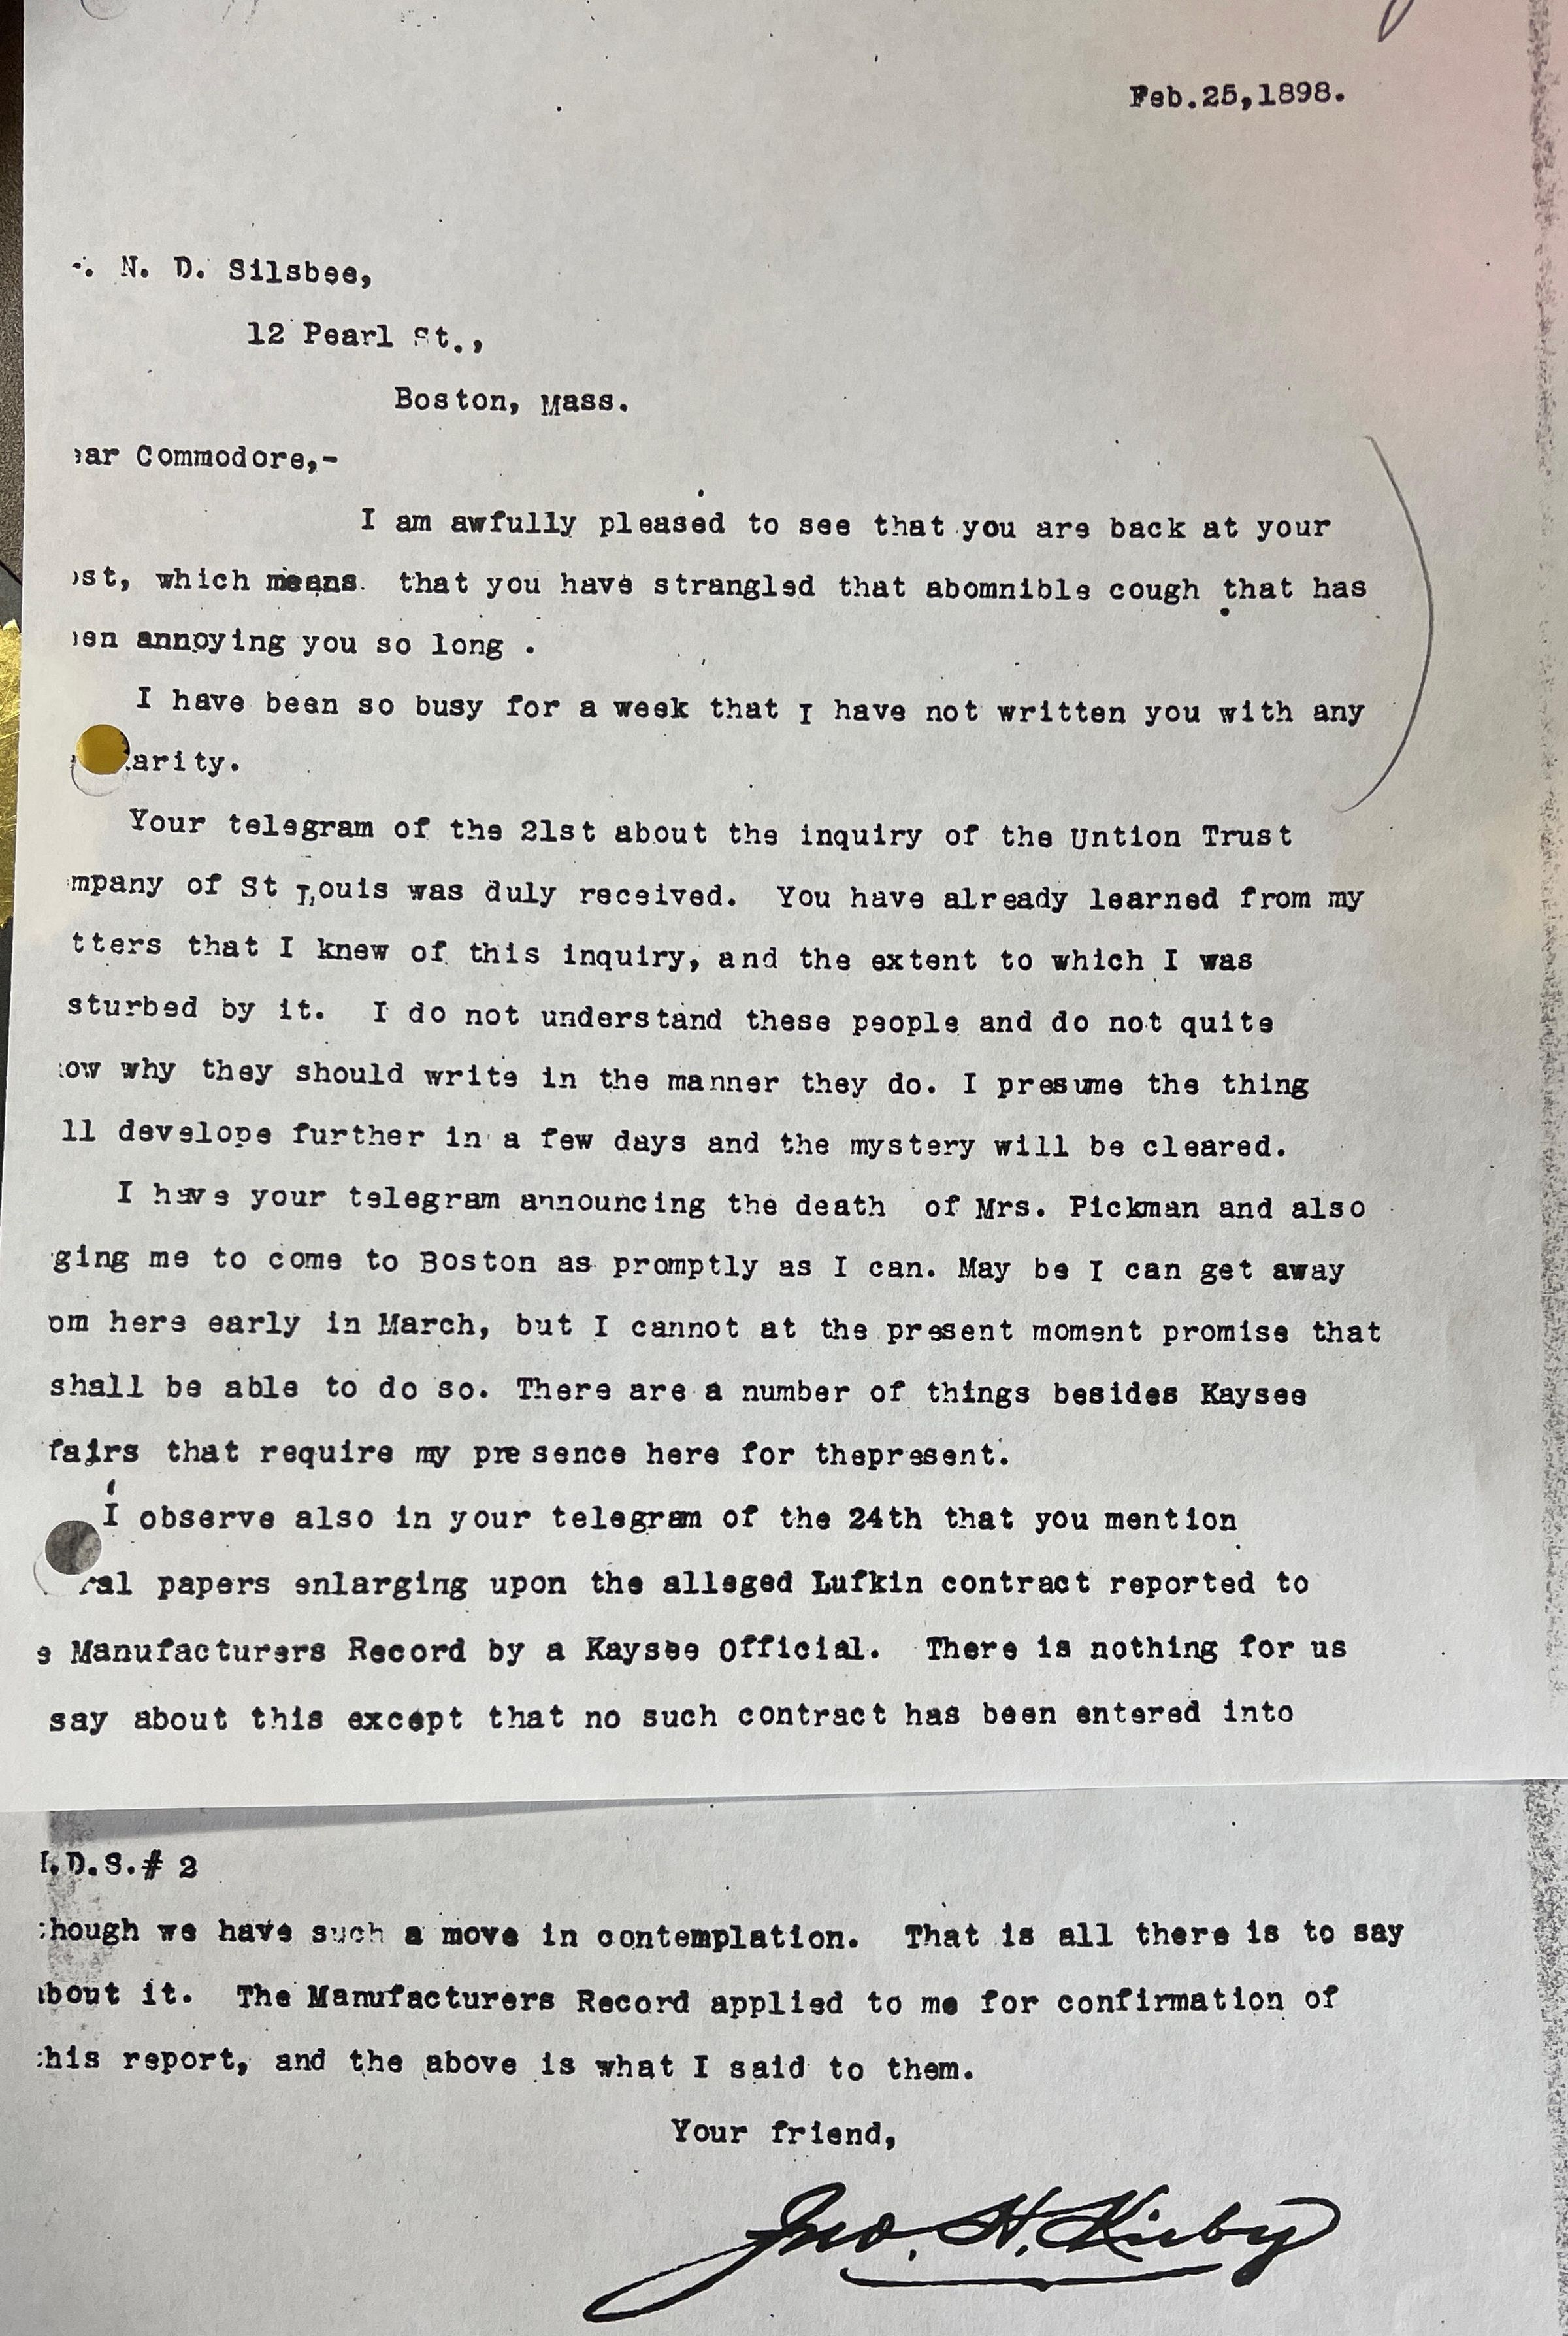 Feb.25,1898.
. N. D. Silsbee,
12 Pearl St.,
Boston, Mass.
ar Commodore,-
I am awfully pleased to see that you are back at your
st, which means that you have strangled that abomnible cough that has
en annoying you so long .
I have been so busy for a week that I have not written you with any
arity.
Your telegram of the 21st about the inquiry of the Untion Trust
mpany of St Louis was duly received. You have already learned from my
tters that I knew of this inquiry, and the extent to which I was
sturbed by it. I do not understand these people and do not quite
ow why they should write in the manner they do. I presume the thing
ll develope further in a few days and the mystery will be cleared.
I have your telegram announcing the death of Mrs. Pickman and also
ging me to come to Boston as promptly as I can. May be I can get away
om here early in March, but I cannot at the present moment promise that
shall be able to do so. There are a number of things besides Kaysee
fairs that require my pre sence here for thepresent.
I observe also in your telegram of the 24th that you mention
ral papers enlarging upon the alleged Lufkin contract reported to
e Manufacturers Record by a Kaysee Official. There is nothing for us
say about this except that no such contract has been entered into
.D.S.# 2
though we have such a move in contemplation. That is all there is to say
about it. The Manufacturers Record applied to me for confirmation of
this report, and the above is what I said to them.
Your friend,
Jno. H. Kirby